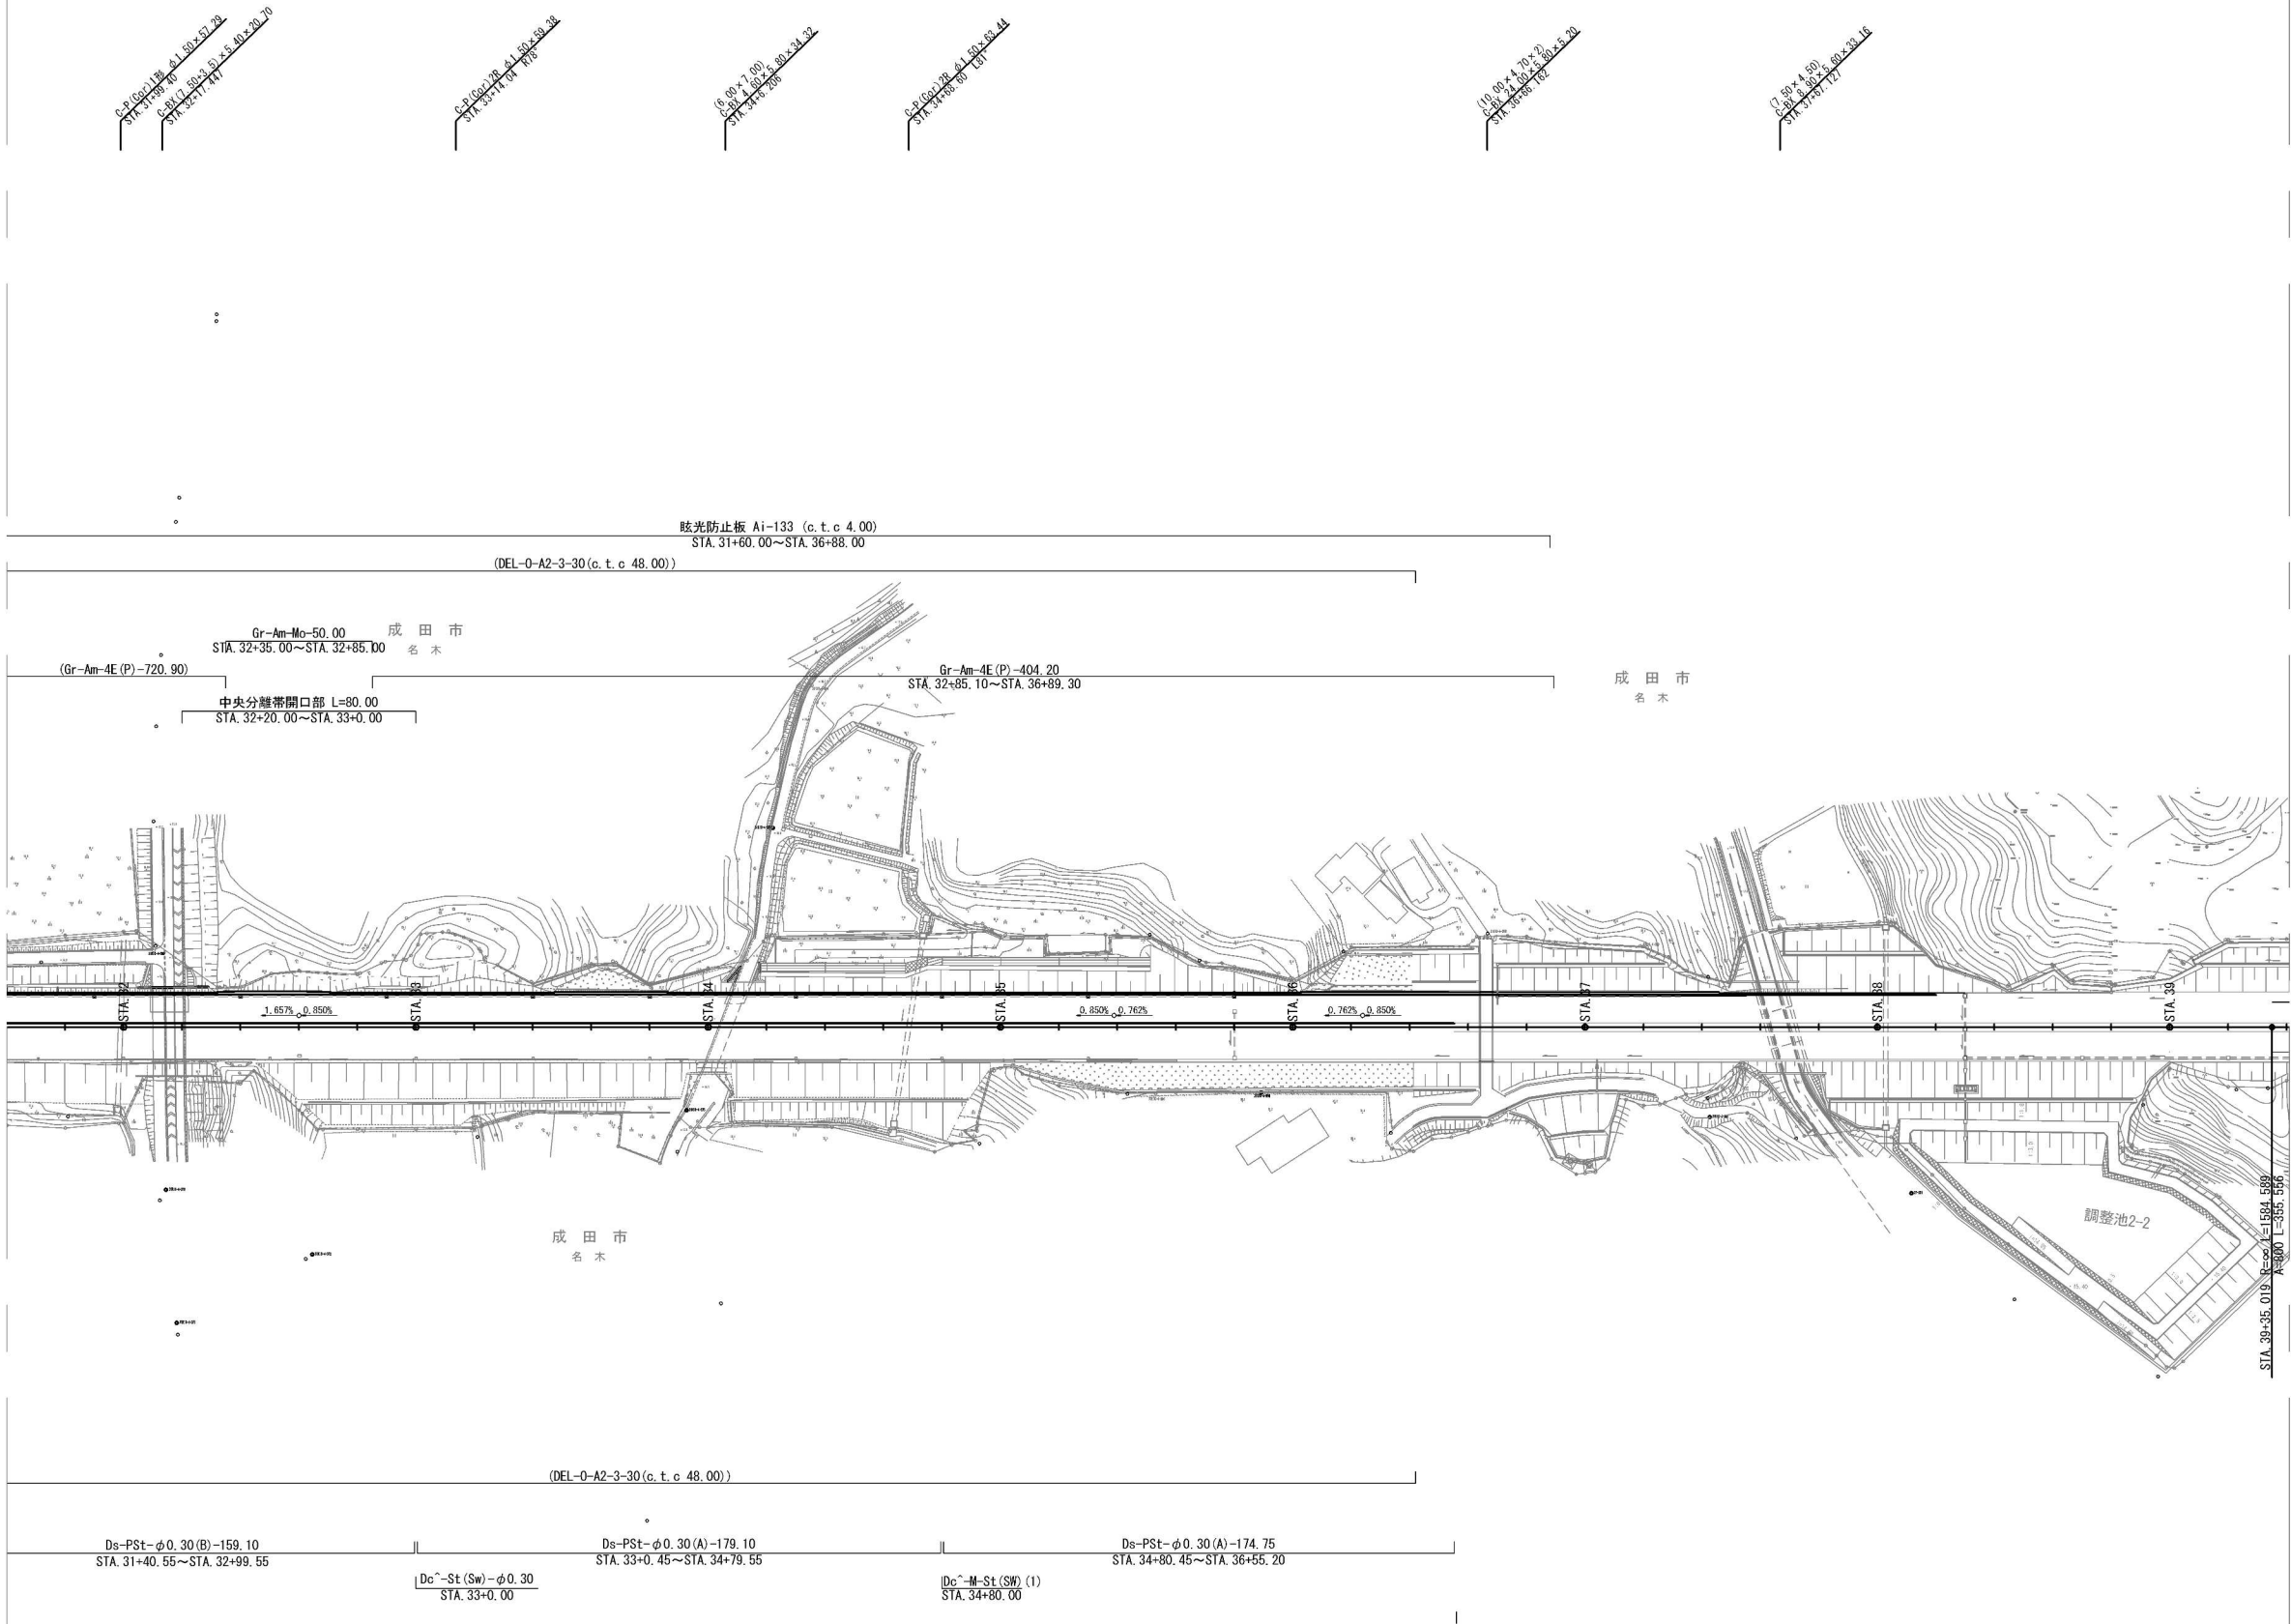 C-P(Cor)1形 φ1.50×57.29
STA.31+99.40
C-BX(7.50+3.5)×5.40×20.70
STA.32+17.447
C-P(Cor)2R φ1.50×59.38
STA.33+14.04 R78°
(6.00×7.00)
C-BX 4.60×5.80×34.32
STA.34+6.206
C-P(Cor)2R φ1.50×63.44
STA.34+68.60 L81°
(10.00×4.70×2)
C-BX 24.00×5.80×5.20
STA.36+66.162
(7.50×4.50)
C-BX 8.90×5.60×33.16
STA.37+67.127
眩光防止板 Ai-133 (c.t.c 4.00)
STA.31+60.00～STA.36+88.00
(DEL-O-A2-3-30(c.t.c 48.00))
Gr-Am-Mo-50.00
STA.32+35.00～STA.32+85.00
成田市
名木
(Gr-Am-4E(P)-720.90)
Gr-Am-4E(P)-404.20
STA.32+85.10～STA.36+89.30
成田市
名木
中央分離帯開口部 L=80.00
STA.32+20.00～STA.33+0.00
STA.32
STA.33
STA.34
STA.35
STA.36
STA.37
STA.38
STA.39
1.657% 0.850%
0.850% 0.762%
0.762% 0.850%
成田市
名木
調整池2-2
STA.39+35.019 R=∞ L=1584.589
A=800 L=355.556
(DEL-O-A2-3-30(c.t.c 48.00))
Ds-PSt-φ0.30(B)-159.10
STA.31+40.55～STA.32+99.55
Ds-PSt-φ0.30(A)-179.10
STA.33+0.45～STA.34+79.55
Ds-PSt-φ0.30(A)-174.75
STA.34+80.45～STA.36+55.20
Dc^-St(Sw)-φ0.30
STA.33+0.00
Dc^-M-St(SW)(1)
STA.34+80.00